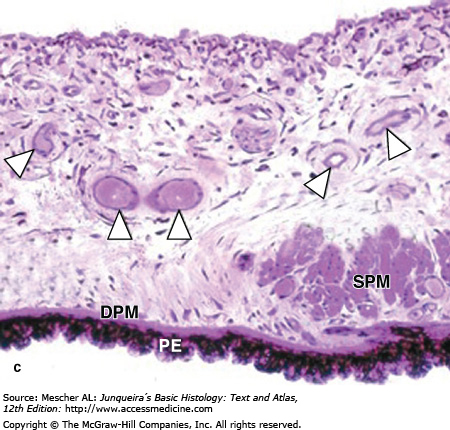 SPM
DPM
PE
c
Source: Mescher AL: Junqueira´s Basic Histology: Text and Atlas,
12th Edition: http://www.accessmedicine.com
Copyright © The McGraw-Hill Companies, Inc. All rights reserved.